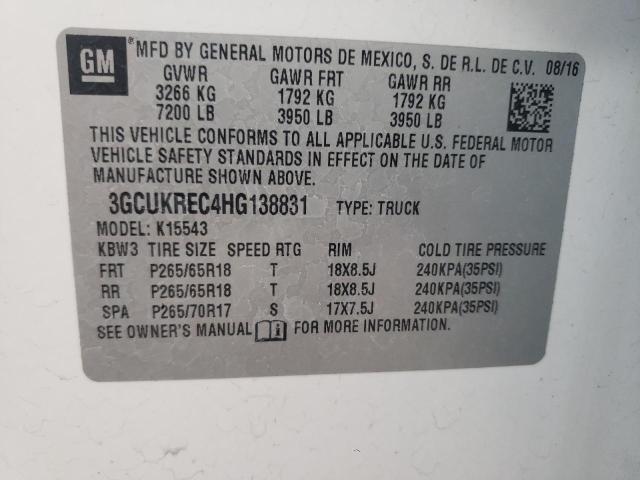 GM MFD BY GENERAL MOTORS DE MEXICO, S. DE R.L. DE C.V. 08/16
GVWR GAWR FRT GAWR RR
3266 KG 1792 KG 1792 KG
7200 LB 3950 LB 3950 LB
THIS VEHICLE CONFORMS TO ALL APPLICABLE U.S. FEDERAL MOTOR
VEHICLE SAFETY STANDARDS IN EFFECT ON THE DATE OF
MANUFACTURE SHOWN ABOVE.
3GCUKREC4HG138831 TYPE: TRUCK
MODEL: K15543
KBW3 TIRE SIZE SPEED RTG RIM COLD TIRE PRESSURE
FRT P265/65R18 T 18X8.5J 240KPA(35PSI)
RR P265/65R18 T 18X8.5J 240KPA(35PSI)
SPA P265/70R17 S 17X7.5J 240KPA(35PSI)
SEE OWNER'S MANUAL i FOR MORE INFORMATION.